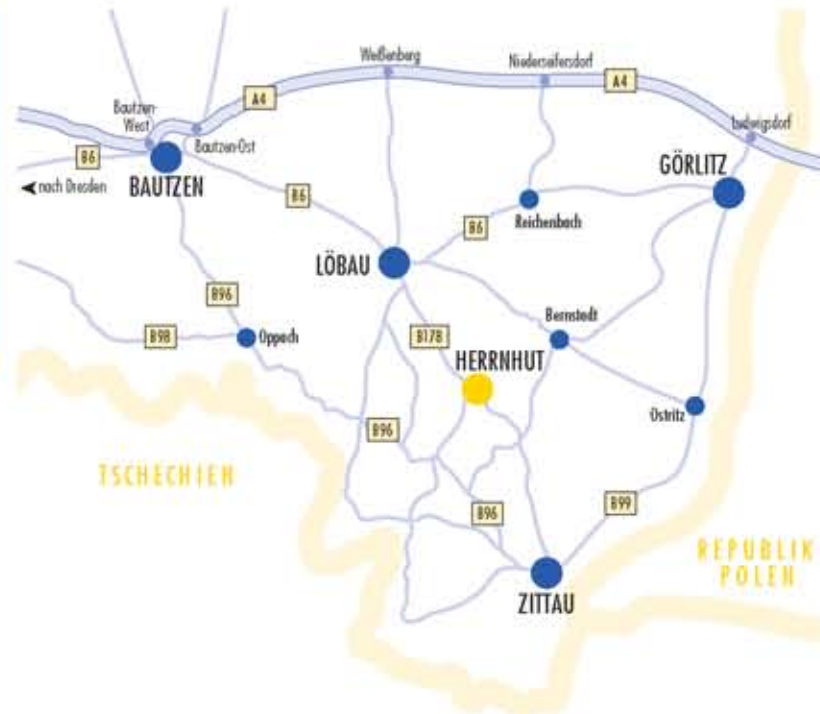 Weißenberg
Niederseifersdorf
A4
A4
Bautzen-
West
Ludwigsdorf
Bautzen-Ost
B6
BAUTZEN
GÖRLITZ
nach Dresden
B6
Reichenbach
B6
LÖBAU
B96
Bernstadt
B98
Oppach
B178
HERRNHUT
Ostritz
B96
TSCHECHIEN
B96
B99
REPUBLIK
POLEN
ZITTAU